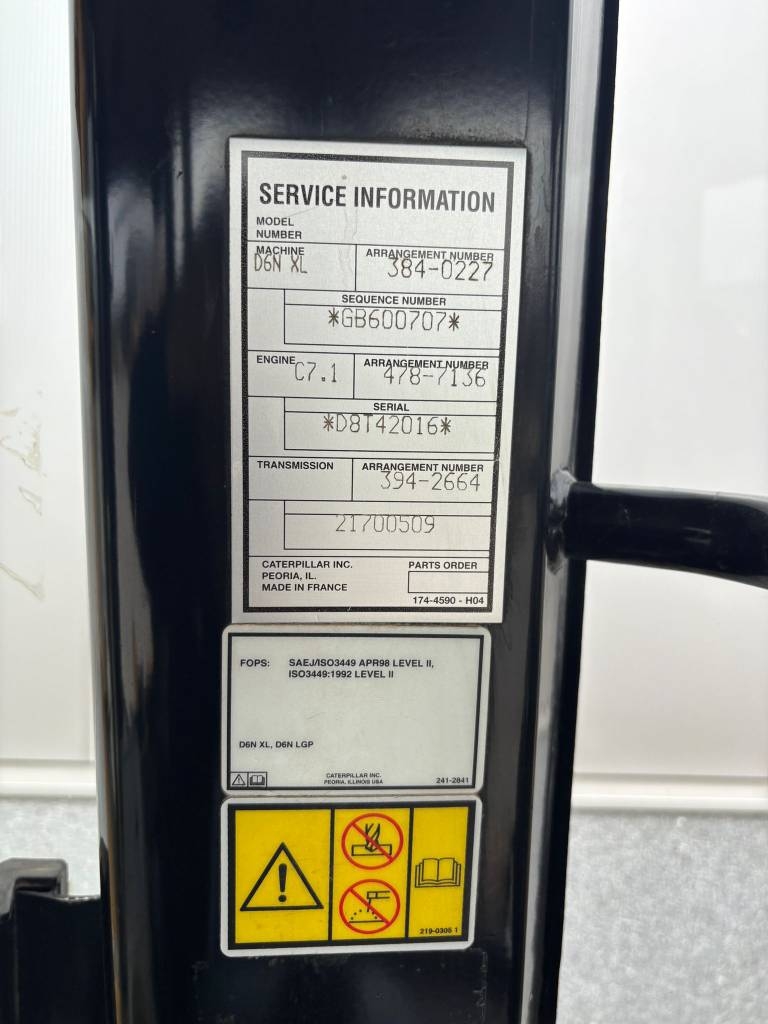 SERVICE INFORMATION
MODEL
NUMBER
MACHINE ARRANGEMENT NUMBER
D6N XL 384-0227
SEQUENCE NUMBER
*GB600707*
ENGINE ARRANGEMENT NUMBER
C7.1 478-7136
SERIAL
*D8T42016*
TRANSMISSION ARRANGEMENT NUMBER
394-2664
21700509
CATERPILLAR INC. PARTS ORDER
PEORIA, IL.
MADE IN FRANCE
174-4590 - H04
FOPS: SAEJ/ISO3449 APR98 LEVEL II,
ISO3449:1992 LEVEL II
D6N XL, D6N LGP
CATERPILLAR INC.
PEORIA, ILLINOIS USA 241-2841
219-0306 1